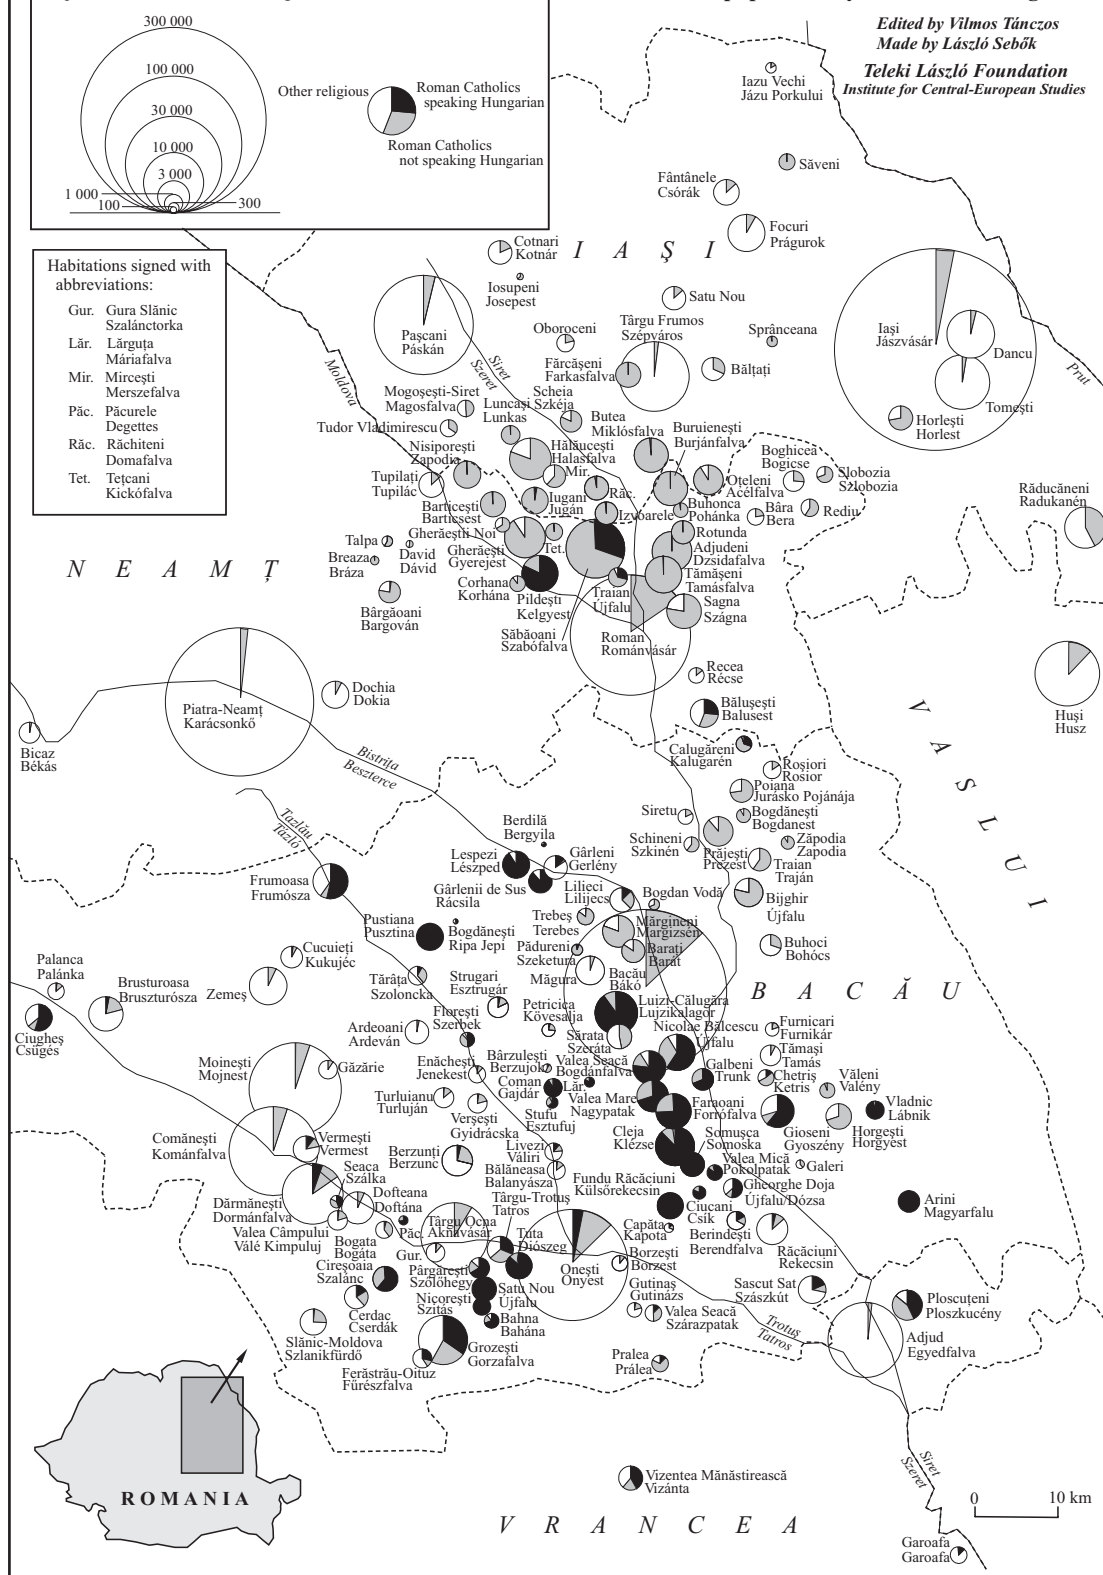 Edited by Vilmos Tánczos
Made by László Sebők
Teleki László Foundation
Institute for Central-European Studies
300 000
100 000
30 000
10 000
3 000
1 000
300
100
Other religious
Roman Catholics
speaking Hungarian
Roman Catholics
not speaking Hungarian
Habitations signed with
abbreviations:
Gur. Gura Slănic
Szalánctorka
Lăr. Lărguța
Máriafalva
Mir. Mircești
Merszefalva
Păc. Păcurele
Degettes
Răc. Răchiteni
Domafalva
Tet. Tețcani
Kickófalva
Iazu Vechi
Jázu Porkului
Săveni
Fântânele
Csórák
Focuri
Prágurok
Cotnari
Kotnár
I A Ş I
Iosupeni
Josepest
Satu Nou
Pașcani
Páskán
Oboroceni
Târgu Frumos
Szépváros
Sprânceana
Iași
Jászvásár
Dancu
Tomești
Prut
Moldova
Siret
Szeret
Fărcășeni
Farkasfalva
Bălțați
Mogoșești-Siret
Magosfalva
Luncași
Lunkas
Scheia
Szkéja
Horlești
Horlest
Tudor Vladimirescu
Butea
Miklósfalva
Buruienești
Burjánfalva
Nisiporești
Zapodia
Hălăucești
Halasfalva
Mir.
Boghicea
Bogicse
Slobozia
Szlobozia
Tupilați
Tupilác
Oțeleni
Acélfalva
Răducăneni
Radukanén
Barticești
Barticsest
Iugani
Jugán
Răc.
Izvoarele
Buhonca
Pohánka
Bâra
Bera
Rediu
Rotunda
Talpa
David
Dávid
Gherăeștii Noi
Gherăești
Gyerejest
Tet.
Adjudeni
Dzsidafalva
Breaza
Bráza
N E A M Ț
Tămășeni
Tamásfalva
Corhana
Korhána
Pildești
Kelgyest
Traian
Újfalu
Bârgăoani
Bargován
Sagna
Szágna
Săbăoani
Szabófalva
Roman
Románvásár
Recea
Récse
Dochia
Dokia
Piatra-Neamț
Karácsonkő
Bălușești
Balusest
Huși
Husz
Bicaz
Békás
Calugăreni
Kalugarén
V A S L U I
Bistrița
Beszterce
Roșiori
Rosior
Poiana
Jurásko Pojánája
Tazlău
Tázló
Siretu
Bogdănești
Bogdanest
Berdilă
Bergyila
Schineni
Szkinén
Prăjești
Prezest
Zăpodia
Zapodia
Lespezi
Lészped
Gârleni
Gerlény
Traian
Traján
Frumoasa
Frumósza
Gârlenii de Sus
Rácsila
Lilieci
Lilijecs
Bogdan Vodă
Bijghir
Újfalu
Trebeș
Terebes
Pustiana
Pusztina
Bogdănești
Ripa Jepi
Mărgineni
Margizsén
Pădureni
Szeketura
Barați
Barát
Buhoci
Bohócs
Cucuieți
Kukujéc
Palanca
Palánka
Tărâța
Szoloncka
Strugari
Esztrugár
Măgura
Bacău
Bákó
Brusturoasa
Bruszturósza
Zemeș
B A C Ă U
Luizi-Călugăra
Lujzikalagor
Ciugheș
Csügés
Florești
Szerbek
Petricica
Kövesalja
Ardeoani
Ardeván
Sărata
Szeráta
Nicolae Bălcescu
Újfalu
Furnicari
Furnikár
Tămași
Tamás
Moinești
Mojnest
Găzărie
Enăchești
Jenekest
Bârzulești
Berzujok
Valea Seacă
Bogdánfalva
Galbeni
Trunk
Chetriș
Ketris
Văleni
Valény
Coman
Gajdár
Lăr.
Turluianu
Turluján
Valea Mare
Nagypatak
Faraoani
Forrófalva
Vladnic
Lábnik
Verșești
Gyidrácska
Stufu
Esztufuj
Gioseni
Gyoszény
Horgești
Horgyest
Comănești
Kománfalva
Vermești
Vermest
Berzunți
Berzunc
Livezi
Váliri
Cleja
Klézse
Somușca
Somoska
Valea Mică
Pokolpatak
Galeri
Seaca
Szálka
Bălăneasa
Balanyásza
Fundu Răcăciuni
Külsőrekecsin
Gheorghe Doja
Újfalu/Dózsa
Dărmănești
Dormánfalva
Dofteana
Doftána
Târgu-Trotuș
Tatros
Arini
Magyarfalu
Valea Câmpului
Válé Kimpuluj
Păc.
Târgu Ocna
Aknavásár
Tuta
Diószeg
Ciucani
Csík
Capăta
Kapota
Berindești
Berendfalva
Bogata
Bogáta
Gur.
Onești
Ónyest
Borzești
Borzest
Răcăciuni
Rekecsin
Cireșoaia
Szalánc
Pârgărești
Szőlőhegy
Satu Nou
Újfalu
Gutinaș
Gutinázs
Sascut Sat
Szászkút
Ploscuțeni
Ploszkucény
Cerdac
Cserdák
Nicorești
Szitás
Bahna
Bahána
Valea Seacă
Szárazpatak
Slănic-Moldova
Szlanikfürdő
Grozești
Gorzafalva
Trotuș
Tatros
Adjud
Egyedfalva
Ferăstrău-Oituz
Fűrészfalva
Pralea
Prálea
ROMANIA
Vizentea Mănăstirească
Vizánta
Siret
Szeret
0 10 km
V R A N C E A
Garoafa
Garoafa